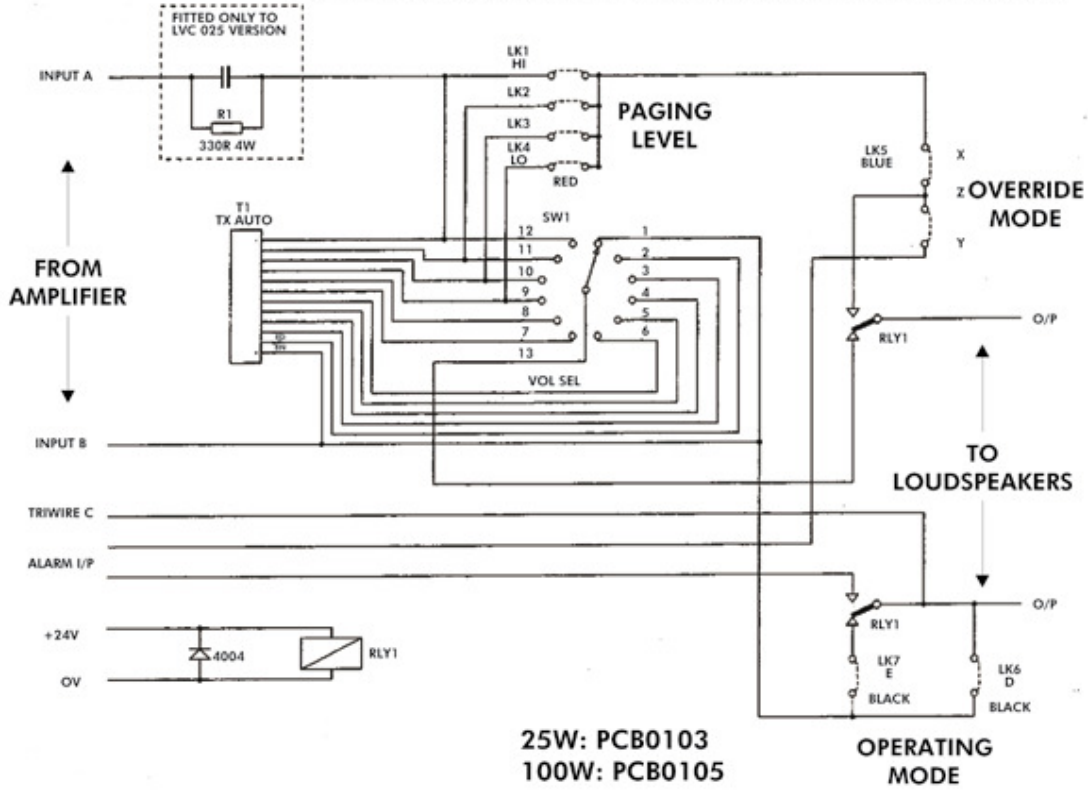 FITTED ONLY TO
LVC 025 VERSION
INPUT A
R1
330R 4W
LK1
HI
LK2
LK3
LK4
LO
RED
PAGING
LEVEL
LK5
BLUE
X
Z
Y
OVERRIDE
MODE
T1
TX AUTO
SW1
12
11
10
9
8
7
13
1
2
3
4
5
6
VOL SEL
FROM
AMPLIFIER
O/P
RLY1
INPUT B
TO
LOUDSPEAKERS
TRIWIRE C
ALARM I/P
O/P
RLY1
+24V
4004
RLY1
OV
LK7
E
BLACK
LK6
D
BLACK
25W: PCB0103
100W: PCB0105
OPERATING
MODE